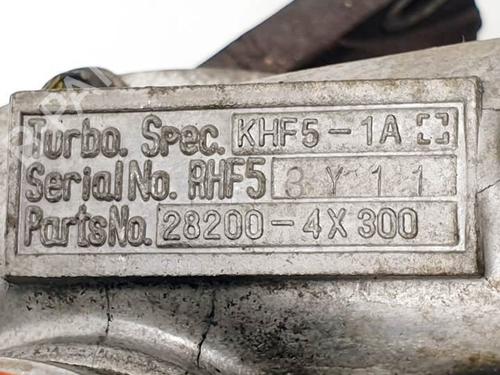 Turbo. Spec. KHF5-1A
Serial No. RHF5 3Y11
Parts No. 28200-4X300